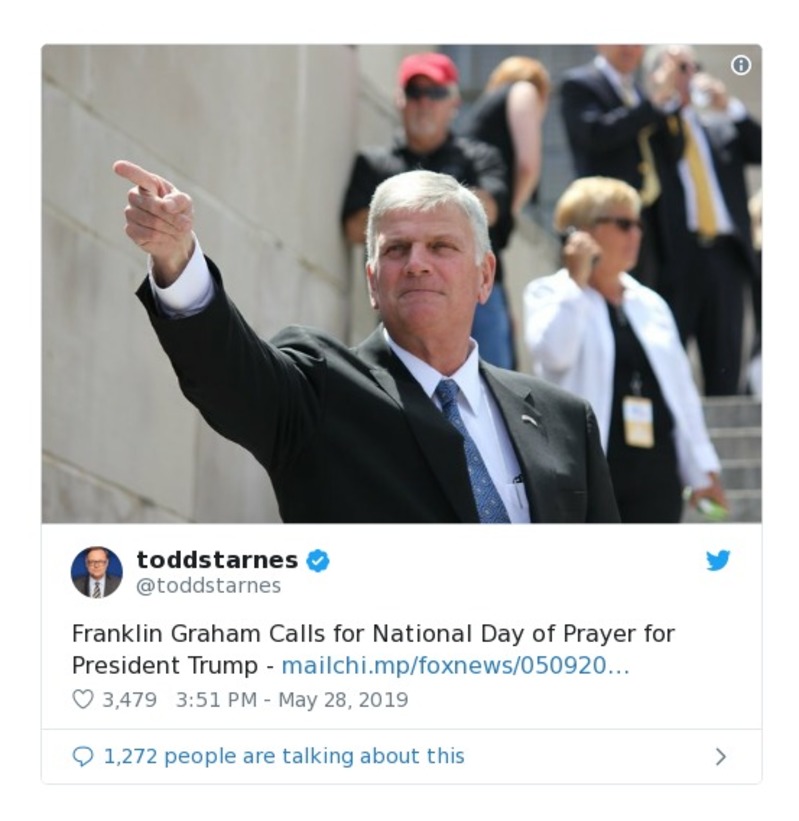 toddstarnes
@toddstarnes
Franklin Graham Calls for National Day of Prayer for
President Trump - mailchi.mp/foxnews/050920...
3,479 3:51 PM - May 28, 2019
1,272 people are talking about this